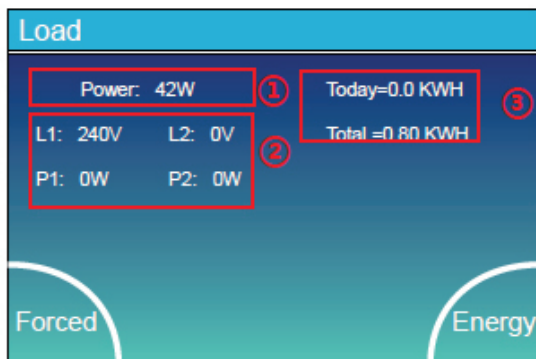 Load
Power: 42W
①
L1: 240V L2: 0V
P1: 0W P2: 0W
②
Today=0.0 KWH
Total =0.80 KWH
③
Forced
Energy